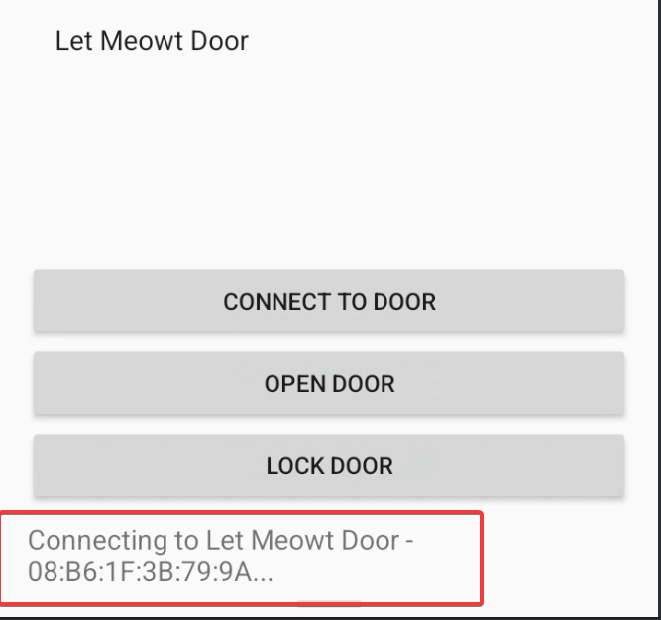 Let Meowt Door
CONNECT TO DOOR
OPEN DOOR
LOCK DOOR
Connecting to Let Meowt Door -
08:B6:1F:3B:79:9A...